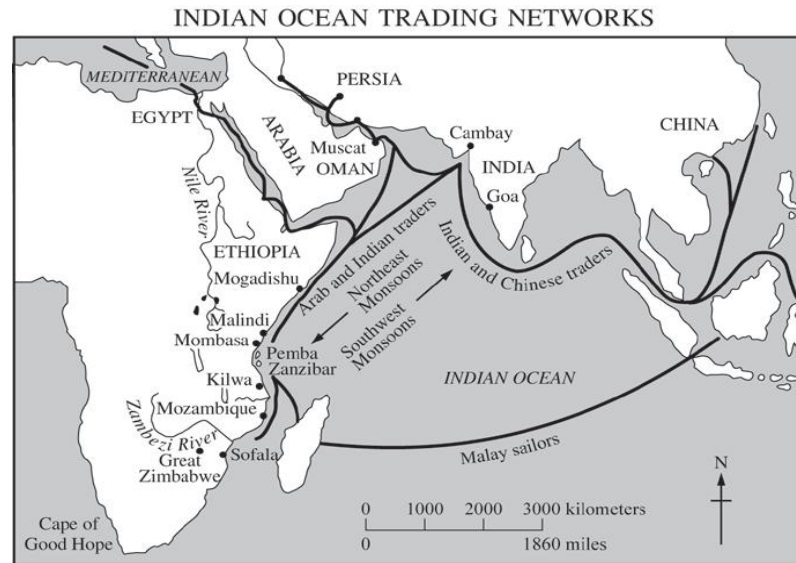 INDIAN OCEAN TRADING NETWORKS
MEDITERRANEAN
PERSIA
EGYPT
ARABIA
CHINA
Cambay
Muscat
OMAN
INDIA
Goa
Nile River
ETHIOPIA
Arab and Indian traders
Indian and Chinese traders
Northeast
Monsoons
Mogadishu
Southwest
Monsoons
Malindi
Mombasa
Pemba
Zanzibar
INDIAN OCEAN
Kilwa
Mozambique
Zambezi River
Malay sailors
Sofala
Great
Zimbabwe
N
0 1000 2000 3000 kilometers
0 1860 miles
Cape of
Good Hope